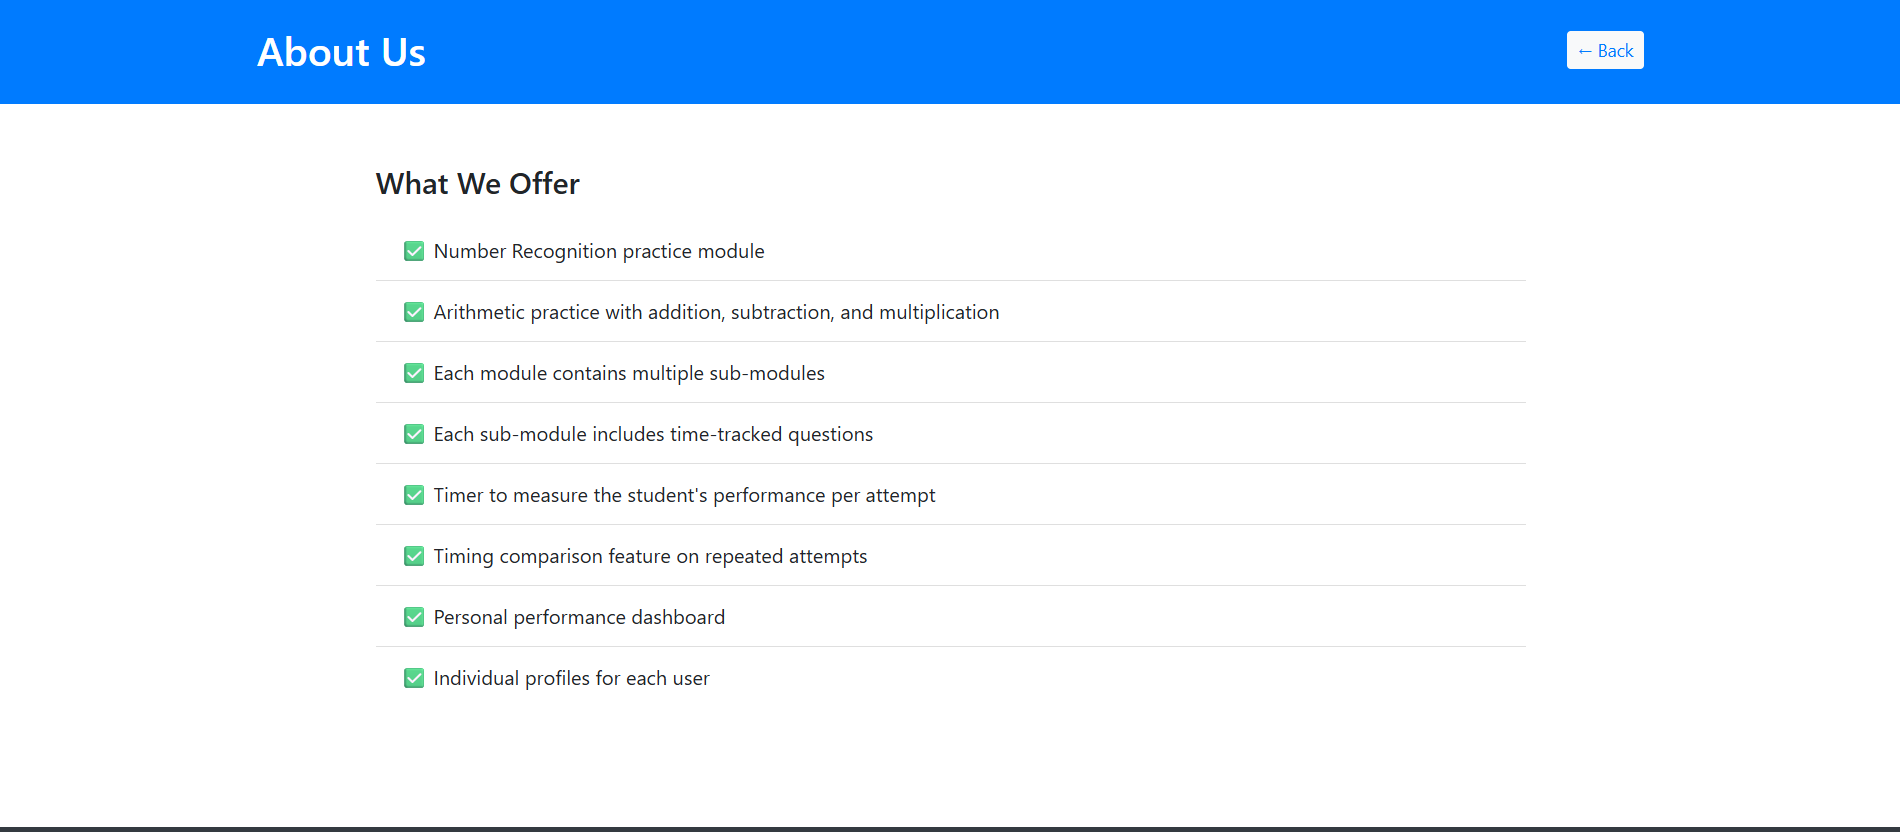 About Us
← Back
What We Offer
✅ Number Recognition practice module
✅ Arithmetic practice with addition, subtraction, and multiplication
✅ Each module contains multiple sub-modules
✅ Each sub-module includes time-tracked questions
✅ Timer to measure the student's performance per attempt
✅ Timing comparison feature on repeated attempts
✅ Personal performance dashboard
✅ Individual profiles for each user